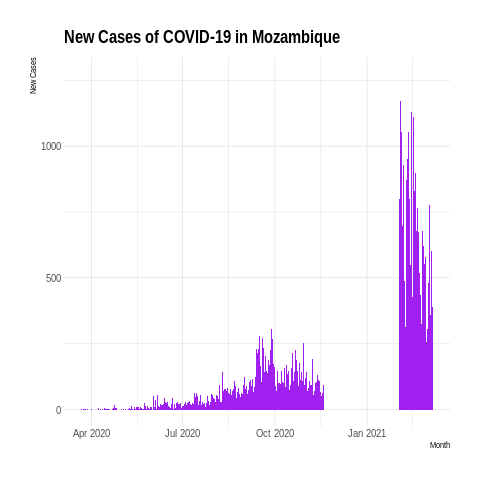 New Cases of COVID-19 in Mozambique
New Cases
1000
500
0
Apr 2020
Jul 2020
Oct 2020
Jan 2021
Month